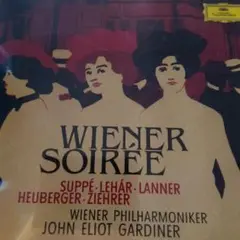 WIENER
SOIRÉE
SUPPÉ·LEHÁR·LANNER
HEUBERGER·ZIEHRER
WIENER PHILHARMONIKER
JOHN ELIOT GARDINER